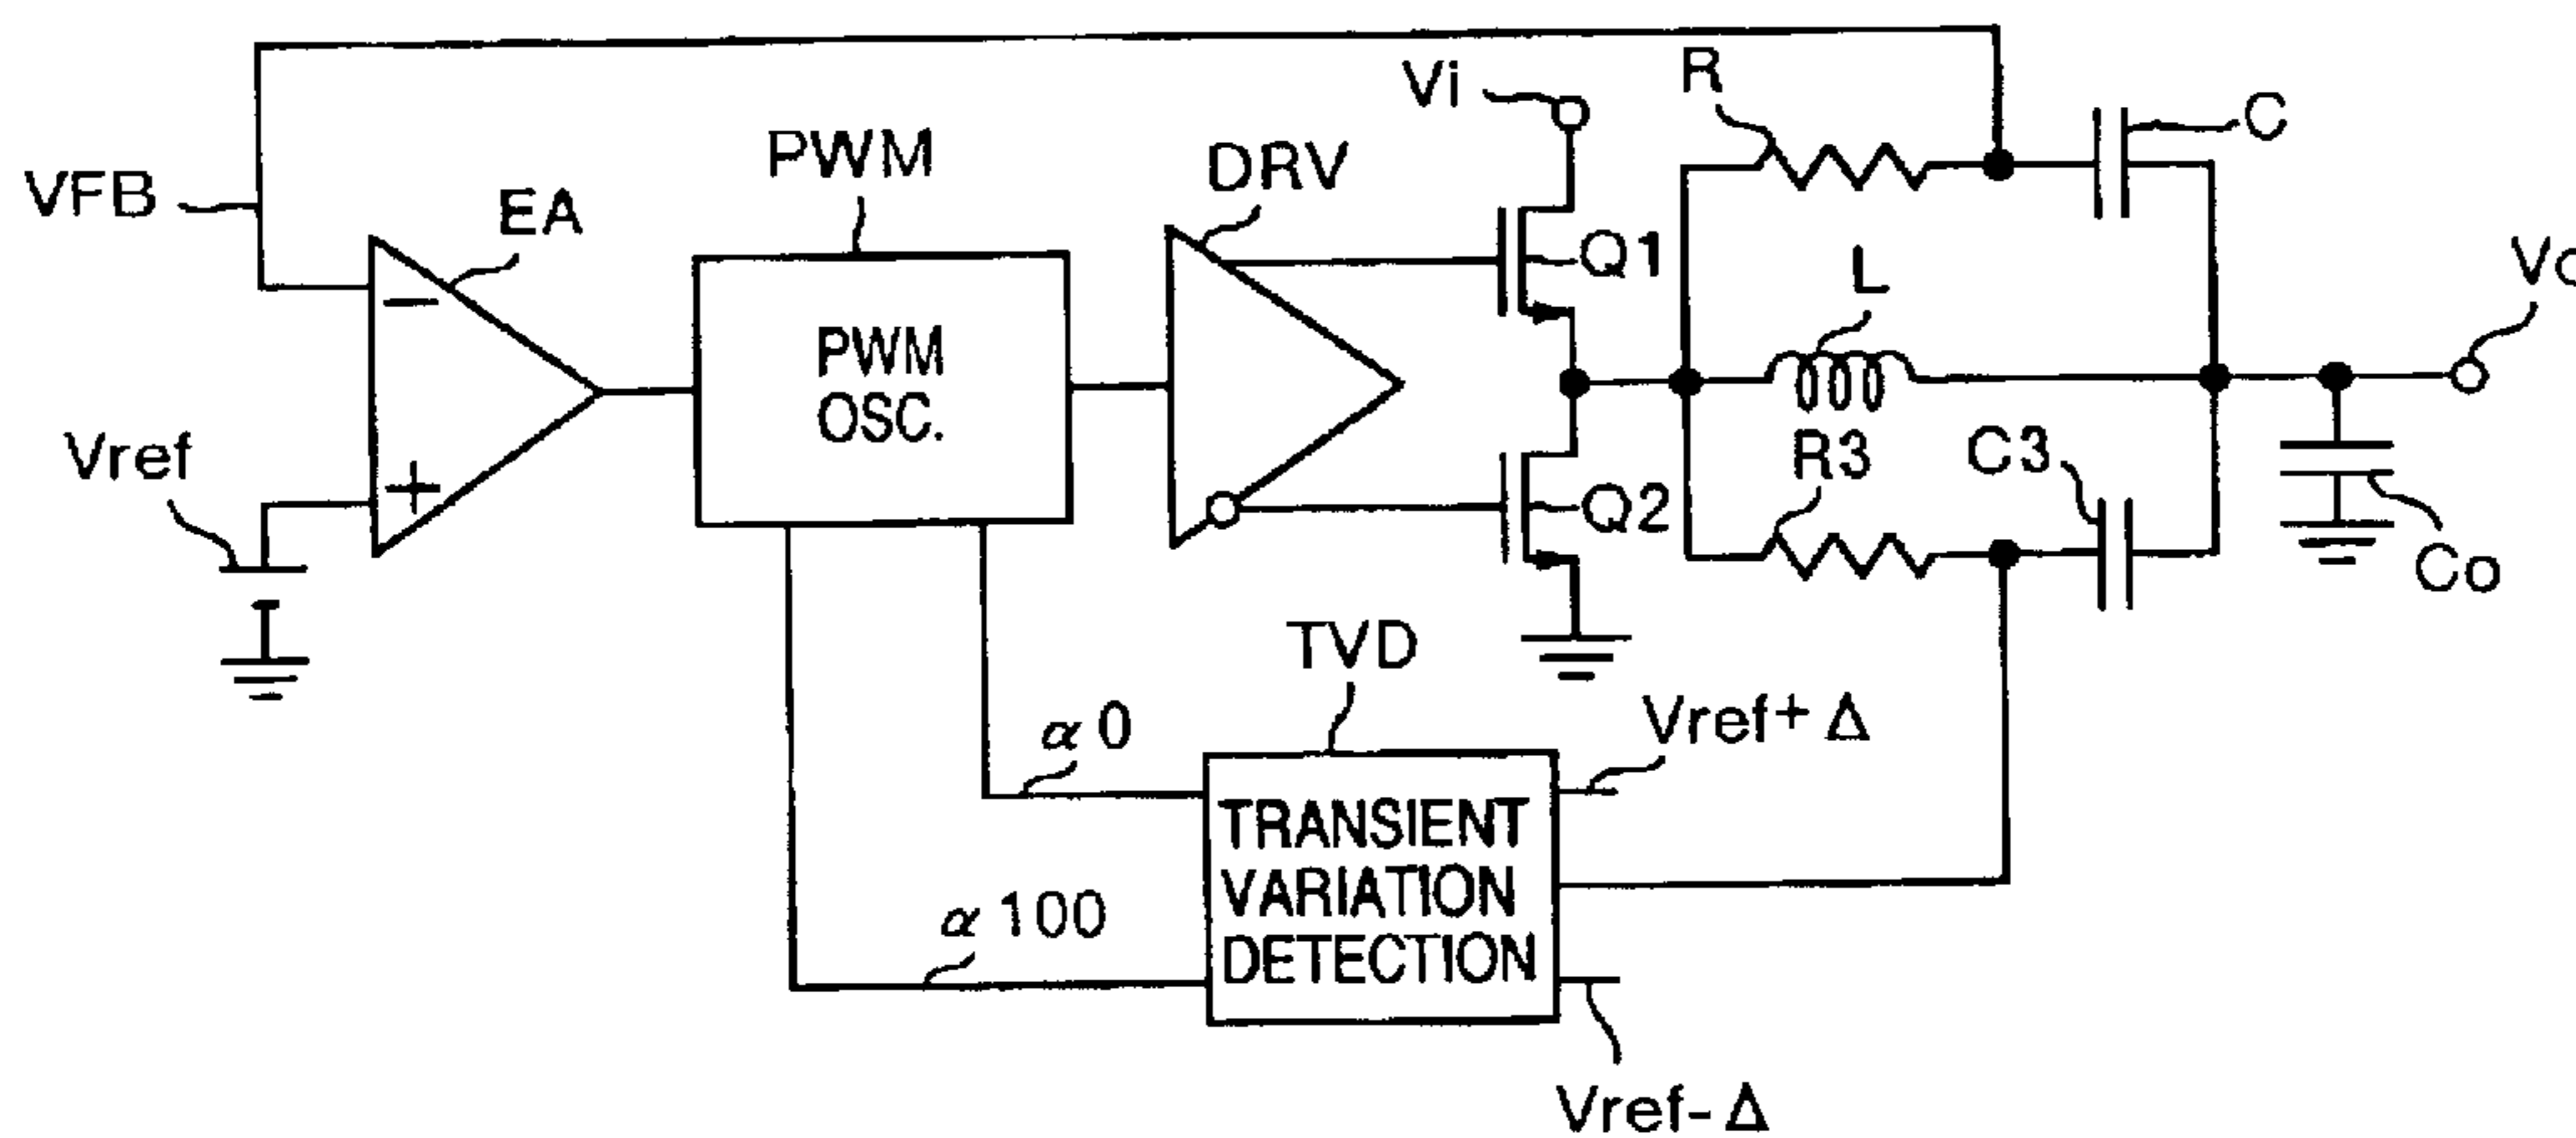 VFB
EA
PWM
DRV
Vi
R
C
PWM
OSC.
Q1
L
Vref
Q2
R3
C3
Co
TVD
α0
α100
TRANSIENT
VARIATION
DETECTION
Vref+Δ
Vref-Δ